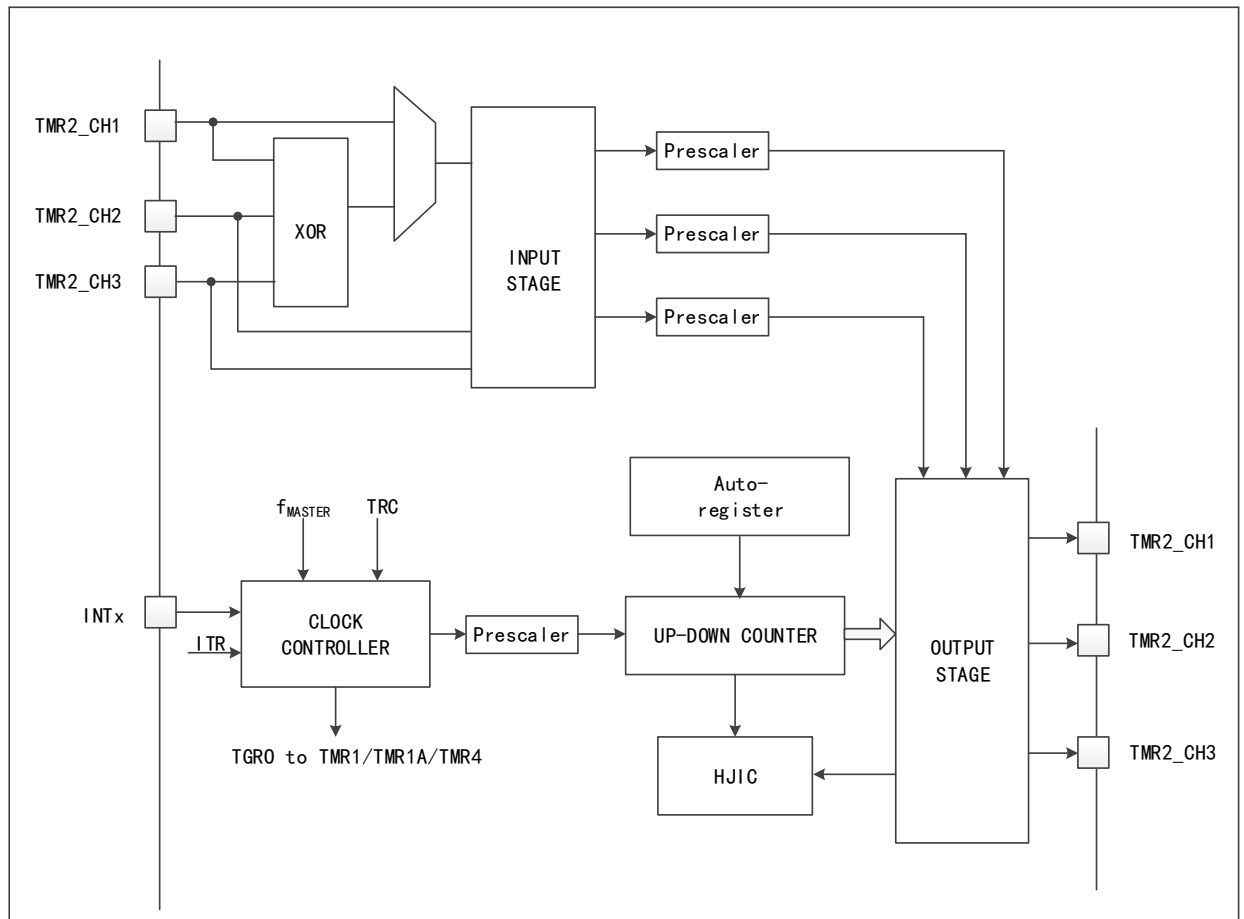 TMR2_CH1
TMR2_CH2
TMR2_CH3
XOR
INPUT
STAGE
Prescaler
Prescaler
Prescaler
Auto-
register
fMASTER
TRC
INTx
ITR
CLOCK
CONTROLLER
Prescaler
UP-DOWN COUNTER
OUTPUT
STAGE
TMR2_CH1
TMR2_CH2
TMR2_CH3
TGRO to TMR1/TMR1A/TMR4
HJIC